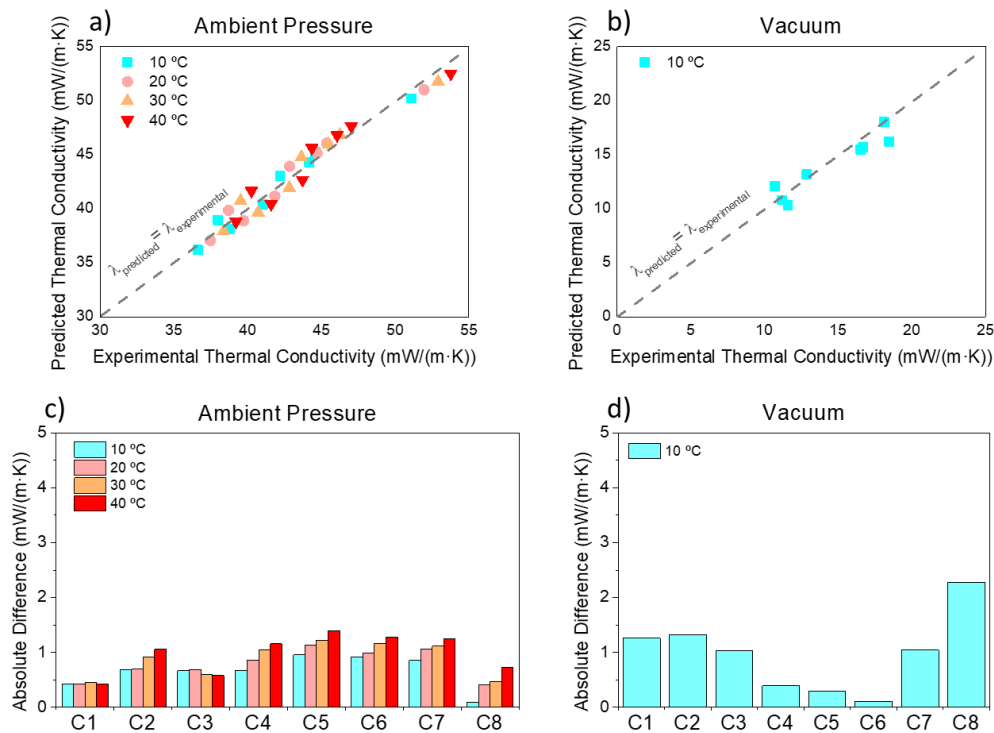 a)
Ambient Pressure
Predicted Thermal Conductivity (mW/(m·K))
55
50
45
40
35
30
10 ºC
20 ºC
30 ºC
40 ºC
λpredicted = λexperimental
30 35 40 45 50 55
Experimental Thermal Conductivity (mW/(m·K))
b)
Vacuum
Predicted Thermal Conductivity (mW/(m·K))
25
20
15
10
5
0
10 ºC
λpredicted = λexperimental
0 5 10 15 20 25
Experimental Thermal Conductivity (mW/(m·K))
c)
Ambient Pressure
Absolute Difference (mW/(m·K))
5
4
3
2
1
0
10 ºC
20 ºC
30 ºC
40 ºC
C1 C2 C3 C4 C5 C6 C7 C8
d)
Vacuum
Absolute Difference (mW/(m·K))
5
4
3
2
1
0
10 ºC
C1 C2 C3 C4 C5 C6 C7 C8